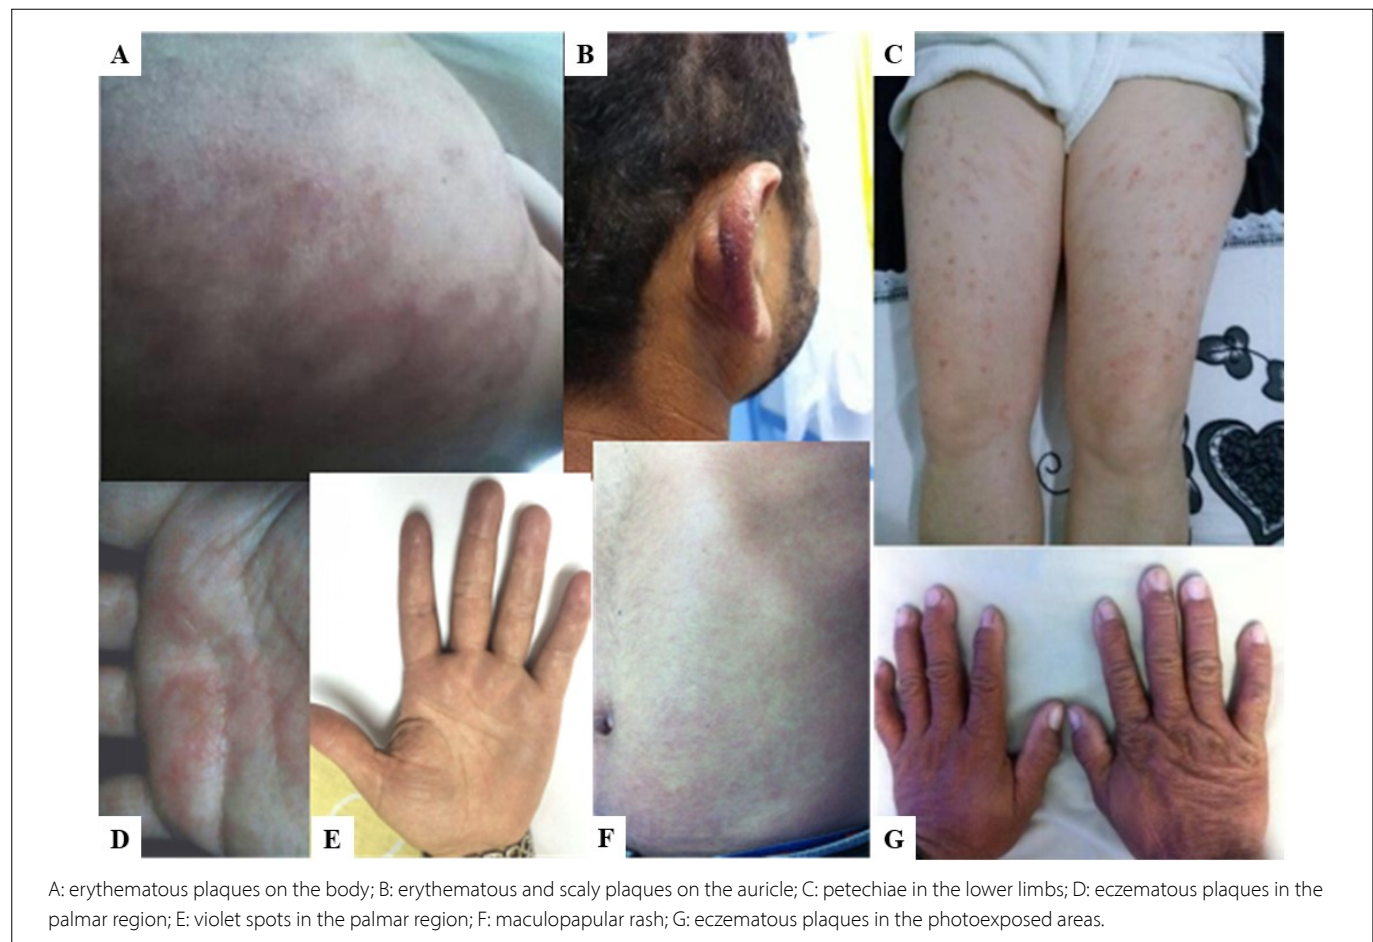 A
B
C
D
E
F
G
A: erythematous plaques on the body; B: erythematous and scaly plaques on the auricle; C: petechiae in the lower limbs; D: eczematous plaques in the
palmar region; E: violet spots in the palmar region; F: maculopapular rash; G: eczematous plaques in the photoexposed areas.